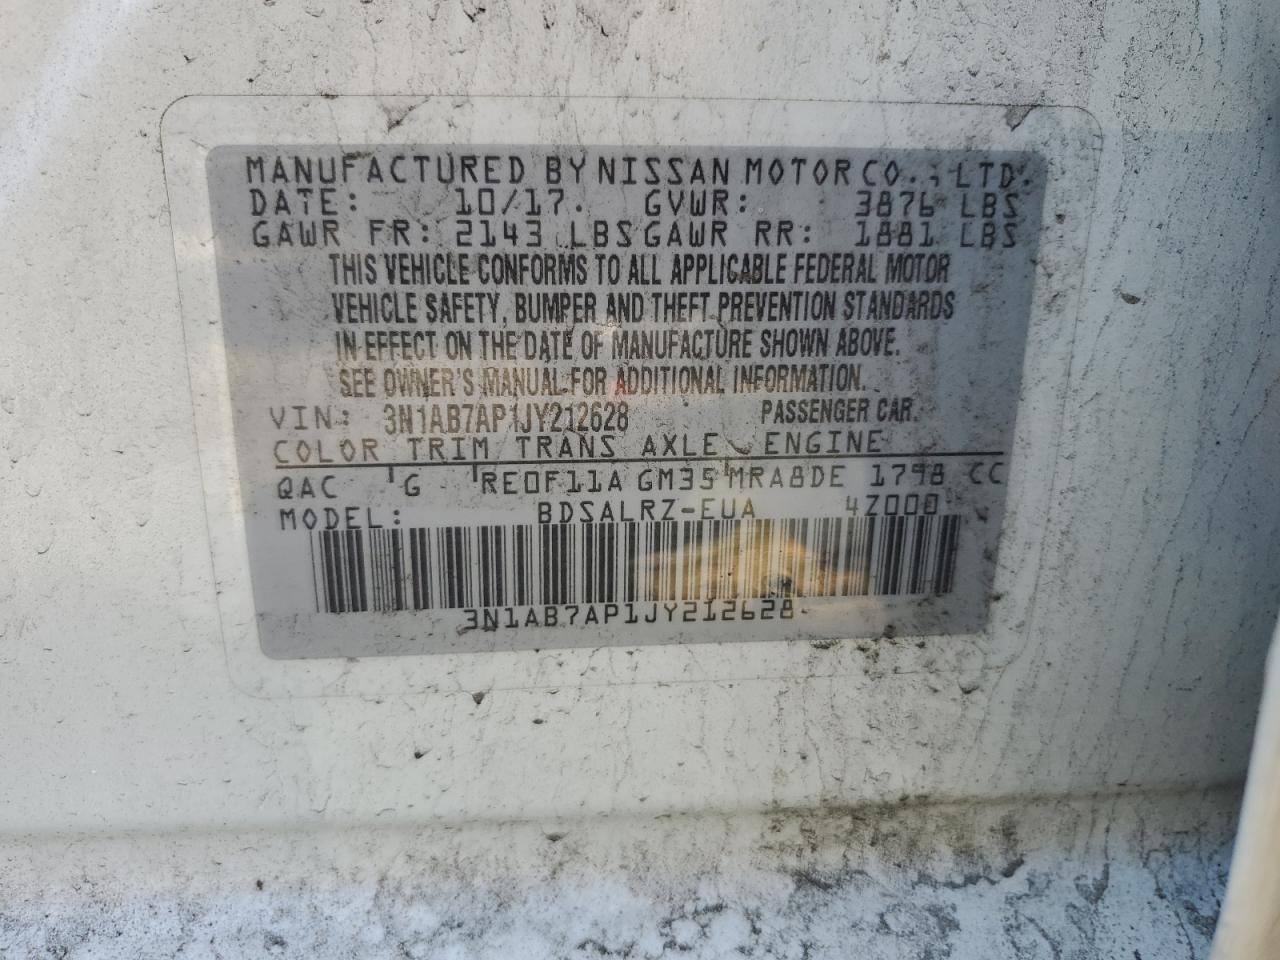 MANUFACTURED BY NISSAN MOTOR CO., LTD.
DATE: 10/17. GVWR: 3876 LBS
GAWR FR: 2143 LBS GAWR RR: 1881 LBS
THIS VEHICLE CONFORMS TO ALL APPLICABLE FEDERAL MOTOR
VEHICLE SAFETY, BUMPER AND THEFT PREVENTION STANDARDS
IN EFFECT ON THE DATE OF MANUFACTURE SHOWN ABOVE.
SEE OWNER'S MANUAL FOR ADDITIONAL INFORMATION.
VIN: 3N1AB7AP1JY212628 PASSENGER CAR.
COLOR TRIM TRANS AXLE ENGINE
QAC G RE0F11A GM35 MRA8DE 1798 CC
MODEL: BDSALRZ-EUA 4Z000
3N1AB7AP1JY212628